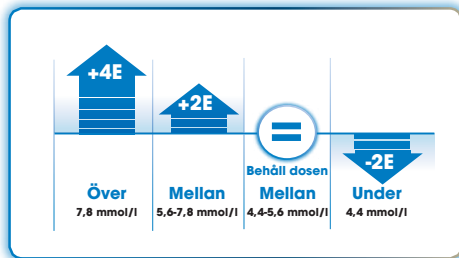 +4E
+2E
-2E
Behåll dosen
Över
Mellan
Mellan
Under
7,8 mmol/l
5,6-7,8 mmol/l
4,4-5,6 mmol/l
4,4 mmol/l